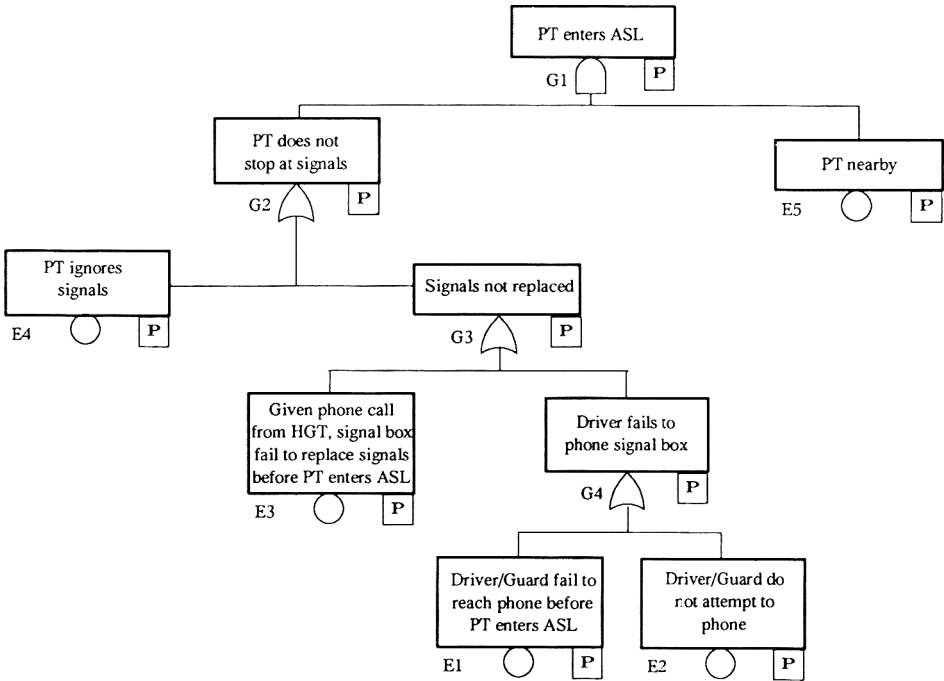 PT enters ASL
G1
P
PT does not
stop at signals
G2
P
PT nearby
E5
P
PT ignores
signals
E4
P
Signals not replaced
G3
P
Given phone call
from HGT, signal box
fail to replace signals
before PT enters ASL
E3
P
Driver fails to
phone signal box
G4
P
Driver/Guard fail to
reach phone before
PT enters ASL
E1
P
Driver/Guard do
not attempt to
phone
E2
P